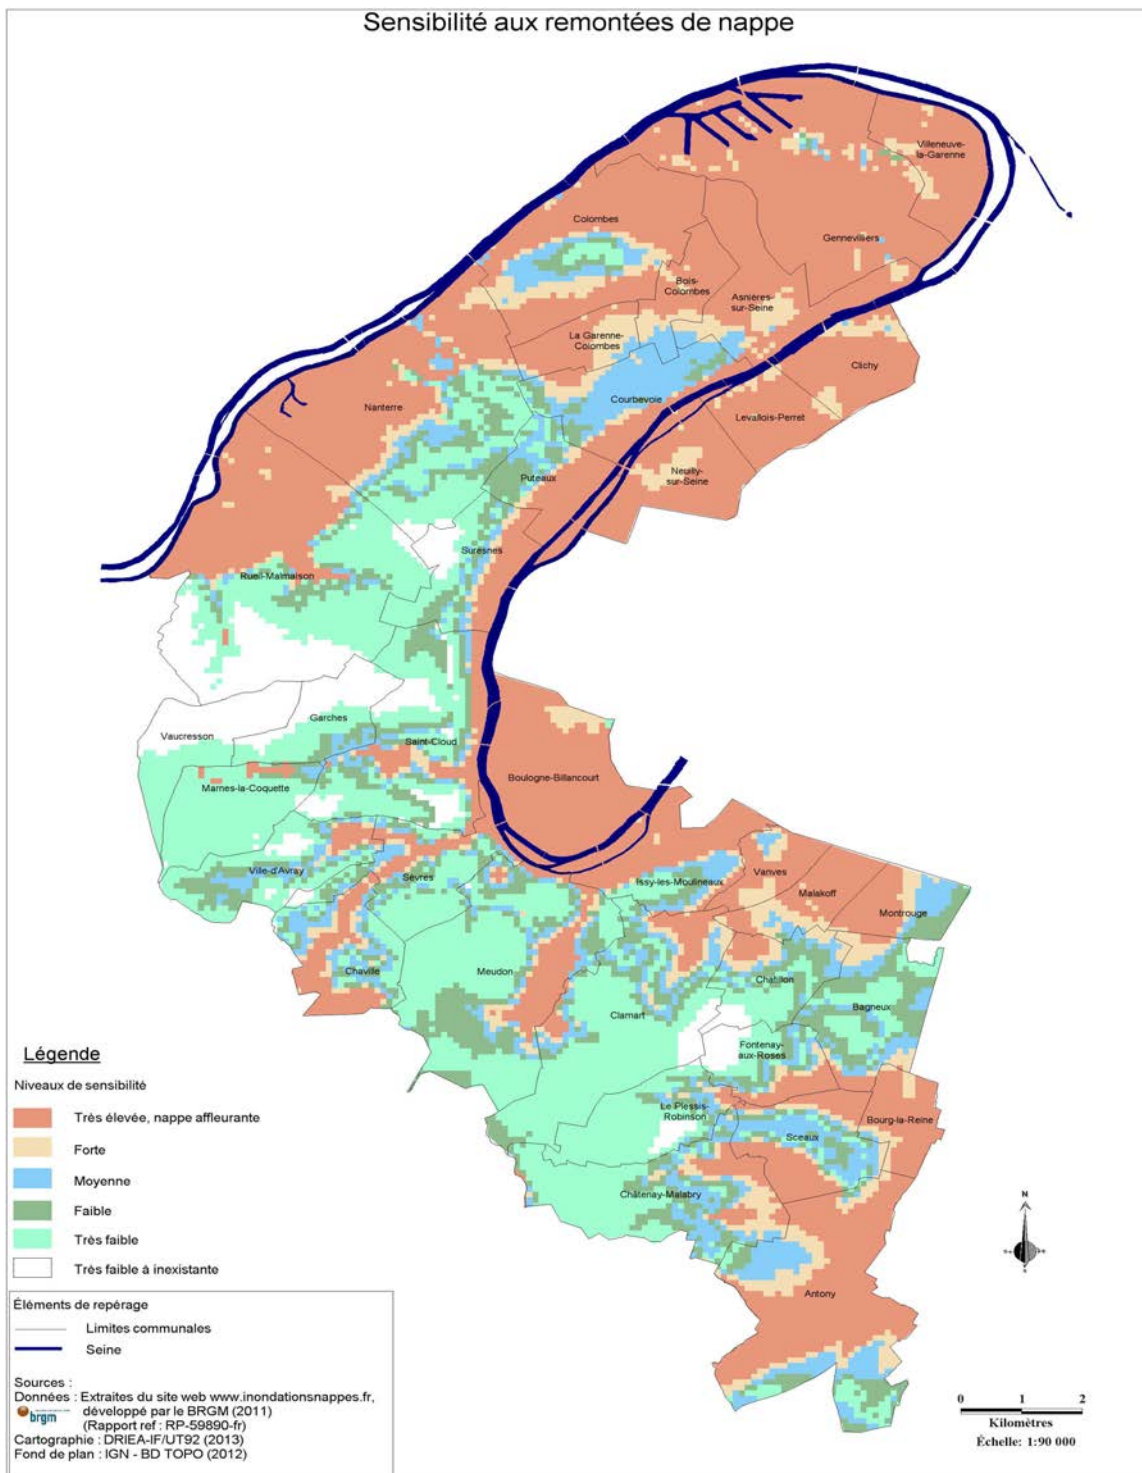 Sensibilité aux remontées de nappe
Villeneuve-
la-Garenne
Colombes
Gennevilliers
Bois-
Colombes
Asnières-
sur-Seine
La Garenne-
Colombes
Clichy
Courbevoie
Nanterre
Levallois-Perret
Neuilly-
sur-Seine
Puteaux
Suresnes
Rueil-Malmaison
Garches
Vaucresson
Saint-Cloud
Boulogne-Billancourt
Marnes-la-Coquette
Ville-d'Avray
Sèvres
Issy-les-Moulineaux
Vanves
Malakoff
Montrouge
Chaville
Meudon
Châtillon
Clamart
Bagneux
Fontenay-
aux-Roses
Le Plessis-
Robinson
Bourg-la-Reine
Sceaux
Châtenay-Malabry
Antony
Légende
Niveaux de sensibilité
Très élevée, nappe affleurante
Forte
Moyenne
Faible
Très faible
Très faible à inexistante
Éléments de repérage
Limites communales
Seine
Sources :
Données : Extraites du site web www.inondationsnappes.fr,
brgm développé par le BRGM (2011)
(Rapport ref : RP-59890-fr)
Cartographie : DRIEA-IF/UT92 (2013)
Fond de plan : IGN - BD TOPO (2012)
N
0 1 2
Kilomètres
Échelle: 1:90 000